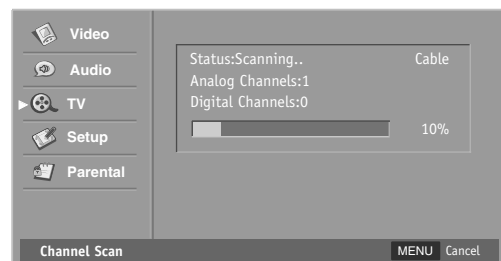 Video
Audio
TV
Setup
Parental
Status:Scanning.. Cable
Analog Channels:1
Digital Channels:0
10%
Channel Scan MENU Cancel